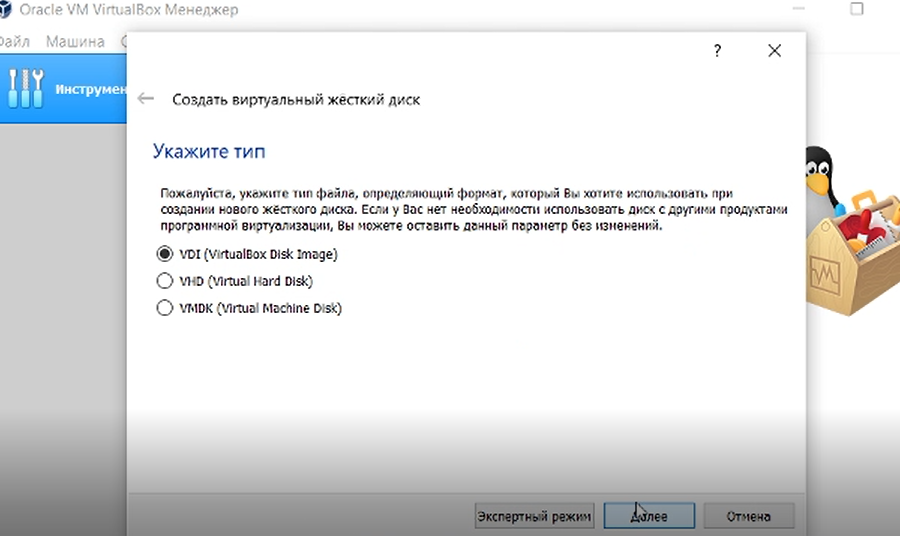 Oracle VM VirtualBox Менеджер
Файл Машина
Инструмен
?
Создать виртуальный жёсткий диск
Укажите тип
Пожалуйста, укажите тип файла, определяющий формат, который Вы хотите использовать при
создании нового жёсткого диска. Если у Вас нет необходимости использовать диск с другими продуктами
программной виртуализации, Вы можете оставить данный параметр без изменений.
VDI (VirtualBox Disk Image)
VHD (Virtual Hard Disk)
VMDK (Virtual Machine Disk)
Экспертный режим Далее Отмена